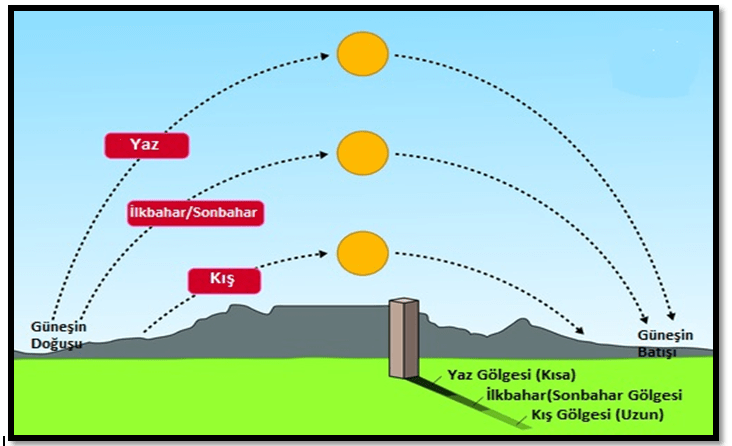 Yaz
İlkbahar/Sonbahar
Kış
Güneşin
Doğuşu
Güneşin
Batışı
Yaz Gölgesi (Kısa)
İlkbahar(Sonbahar Gölgesi
Kış Gölgesi (Uzun)